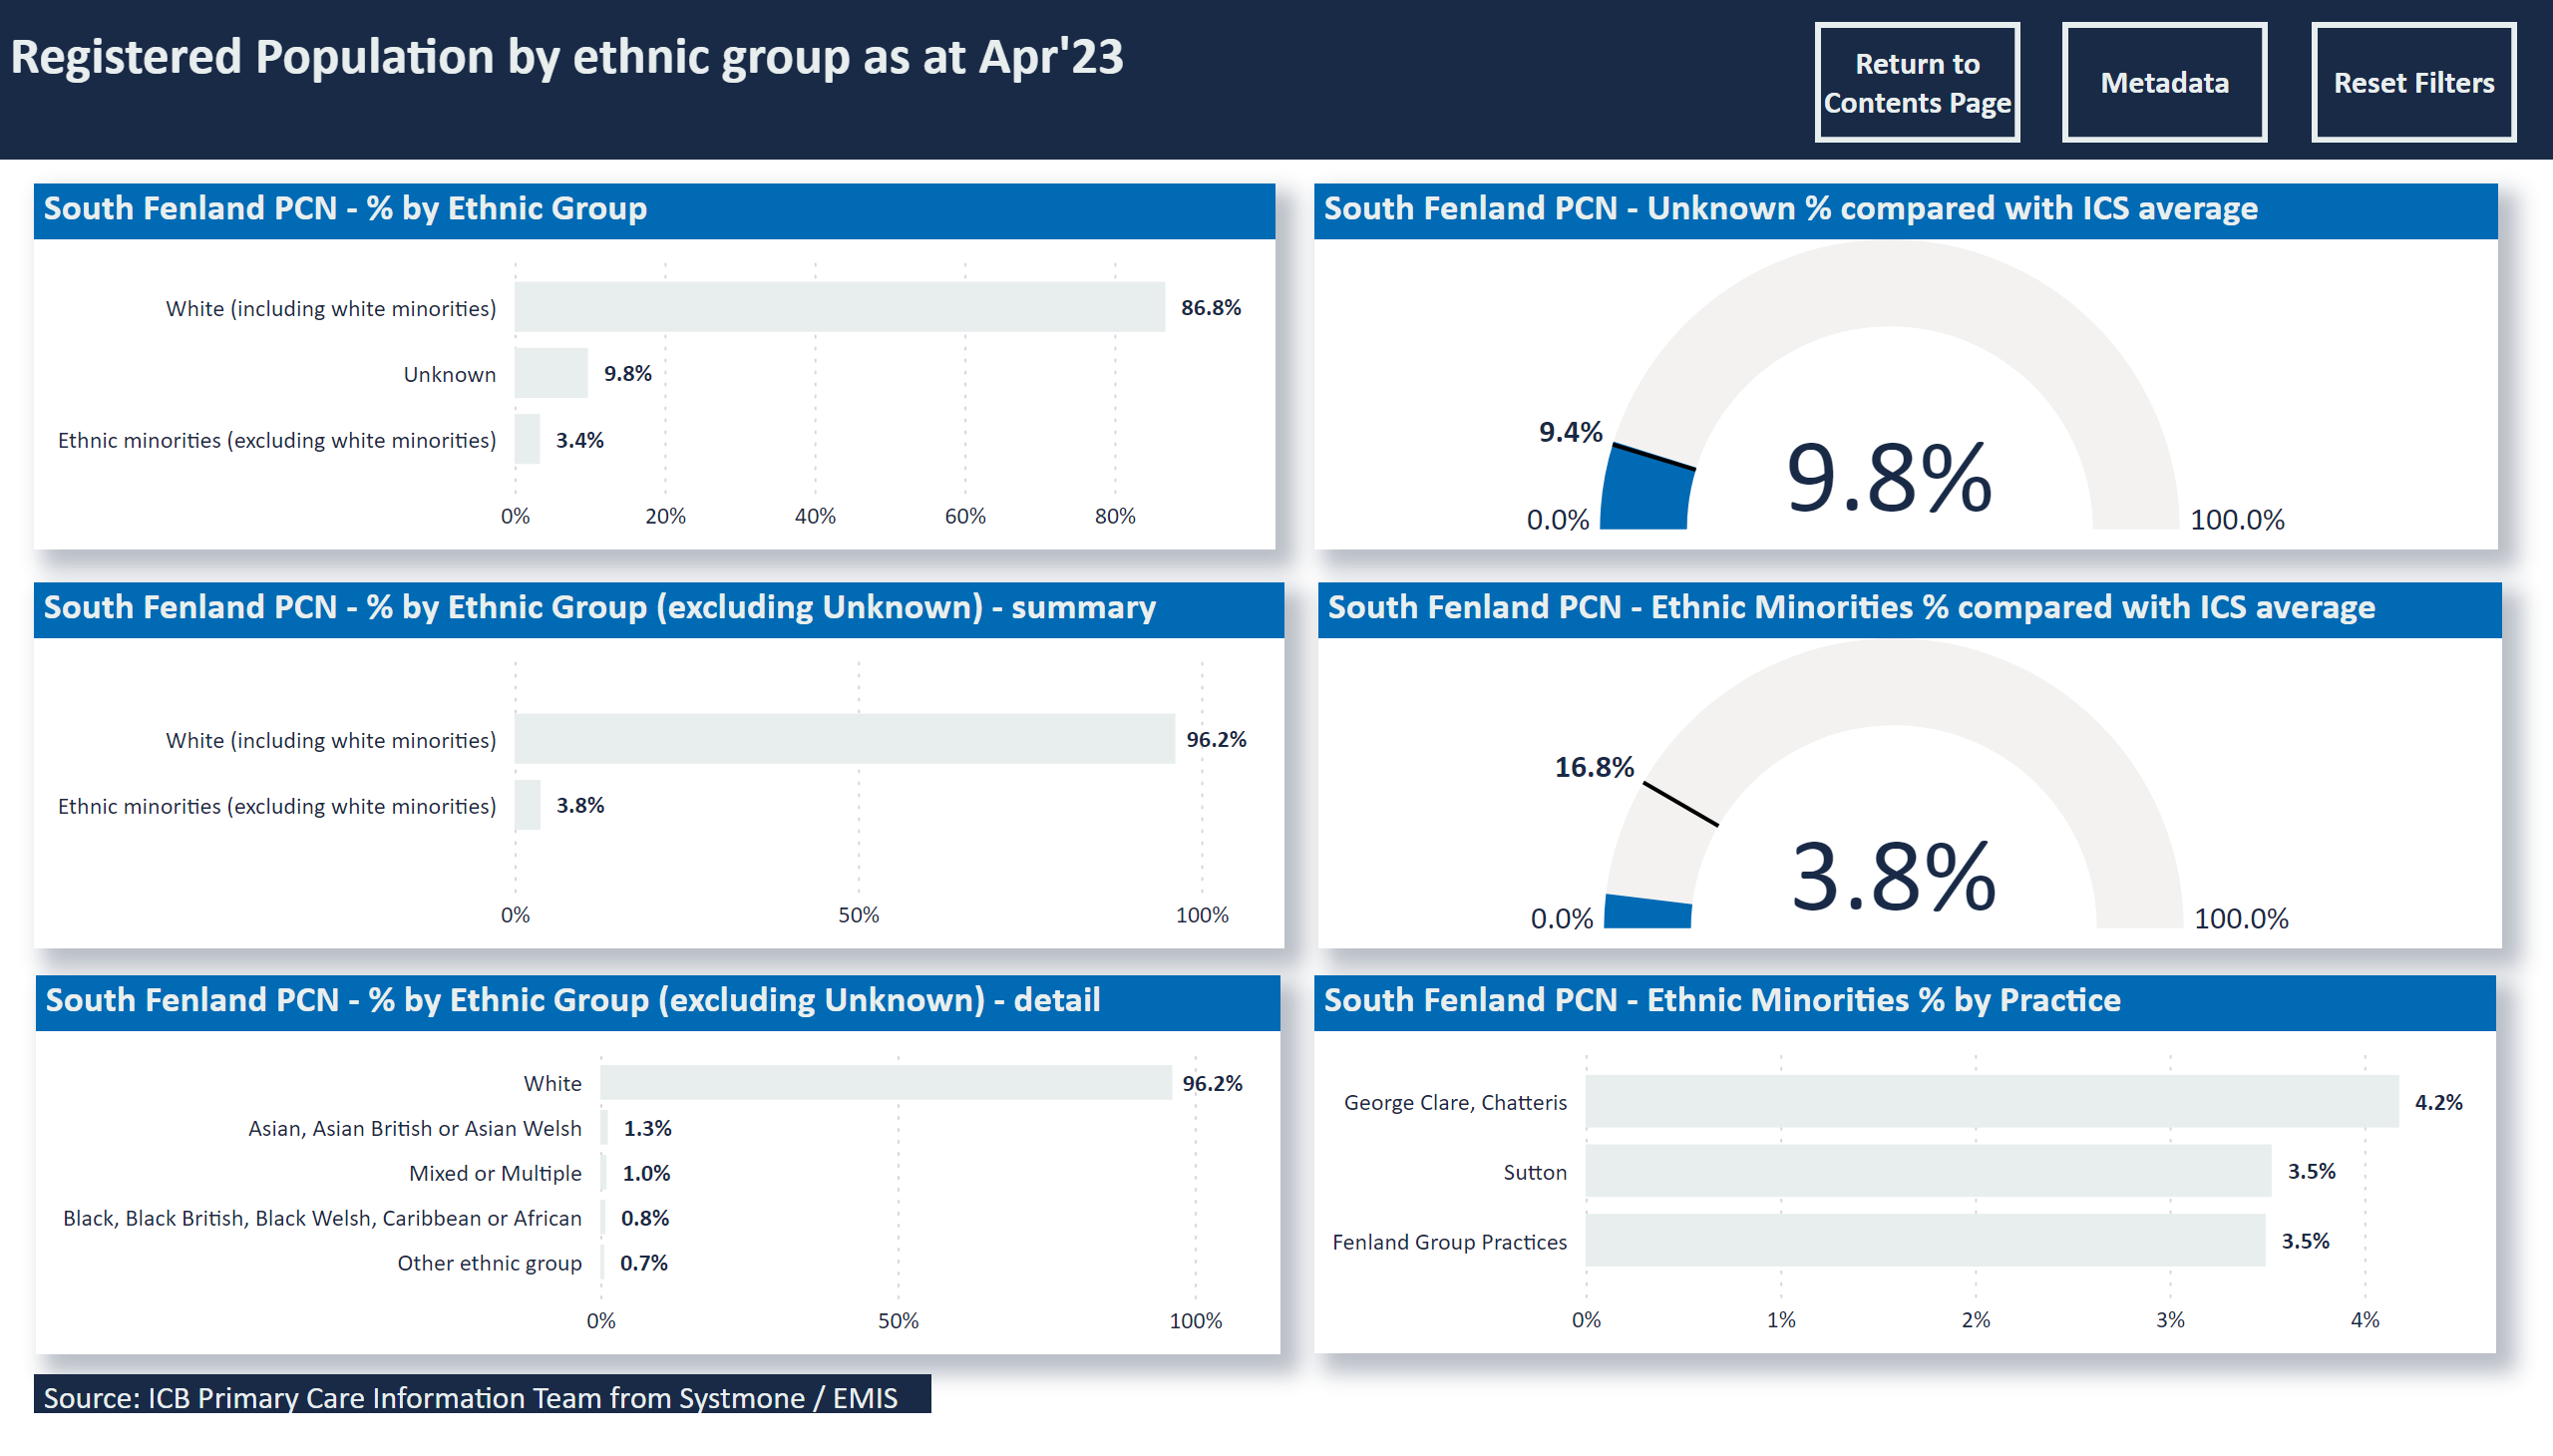 Registered Population by ethnic group as at Apr'23
Return to
Contents Page
Metadata
Reset Filters
South Fenland PCN - % by Ethnic Group
White (including white minorities)
86.8%
Unknown
9.8%
Ethnic minorities (excluding white minorities)
3.4%
0%
20%
40%
60%
80%
South Fenland PCN - Unknown % compared with ICS average
9.4%
9.8%
0.0%
100.0%
South Fenland PCN - % by Ethnic Group (excluding Unknown) - summary
White (including white minorities)
96.2%
Ethnic minorities (excluding white minorities)
3.8%
0%
50%
100%
South Fenland PCN - Ethnic Minorities % compared with ICS average
16.8%
3.8%
0.0%
100.0%
South Fenland PCN - % by Ethnic Group (excluding Unknown) - detail
White
96.2%
Asian, Asian British or Asian Welsh
1.3%
Mixed or Multiple
1.0%
Black, Black British, Black Welsh, Caribbean or African
0.8%
Other ethnic group
0.7%
0%
50%
100%
South Fenland PCN - Ethnic Minorities % by Practice
George Clare, Chatteris
4.2%
Sutton
3.5%
Fenland Group Practices
3.5%
0%
1%
2%
3%
4%
Source: ICB Primary Care Information Team from Systmone / EMIS